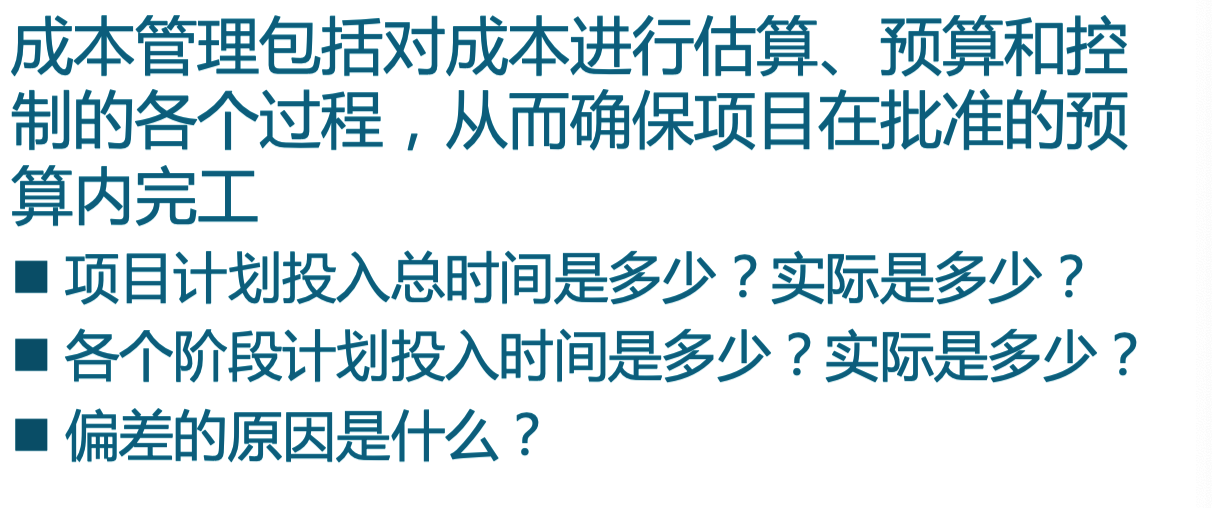 成本管理包括对成本进行估算、预算和控
制的各个过程，从而确保项目在批准的预
算内完工
■ 项目计划投入总时间是多少？实际是多少？
■ 各个阶段计划投入时间是多少？实际是多少？
■ 偏差的原因是什么？